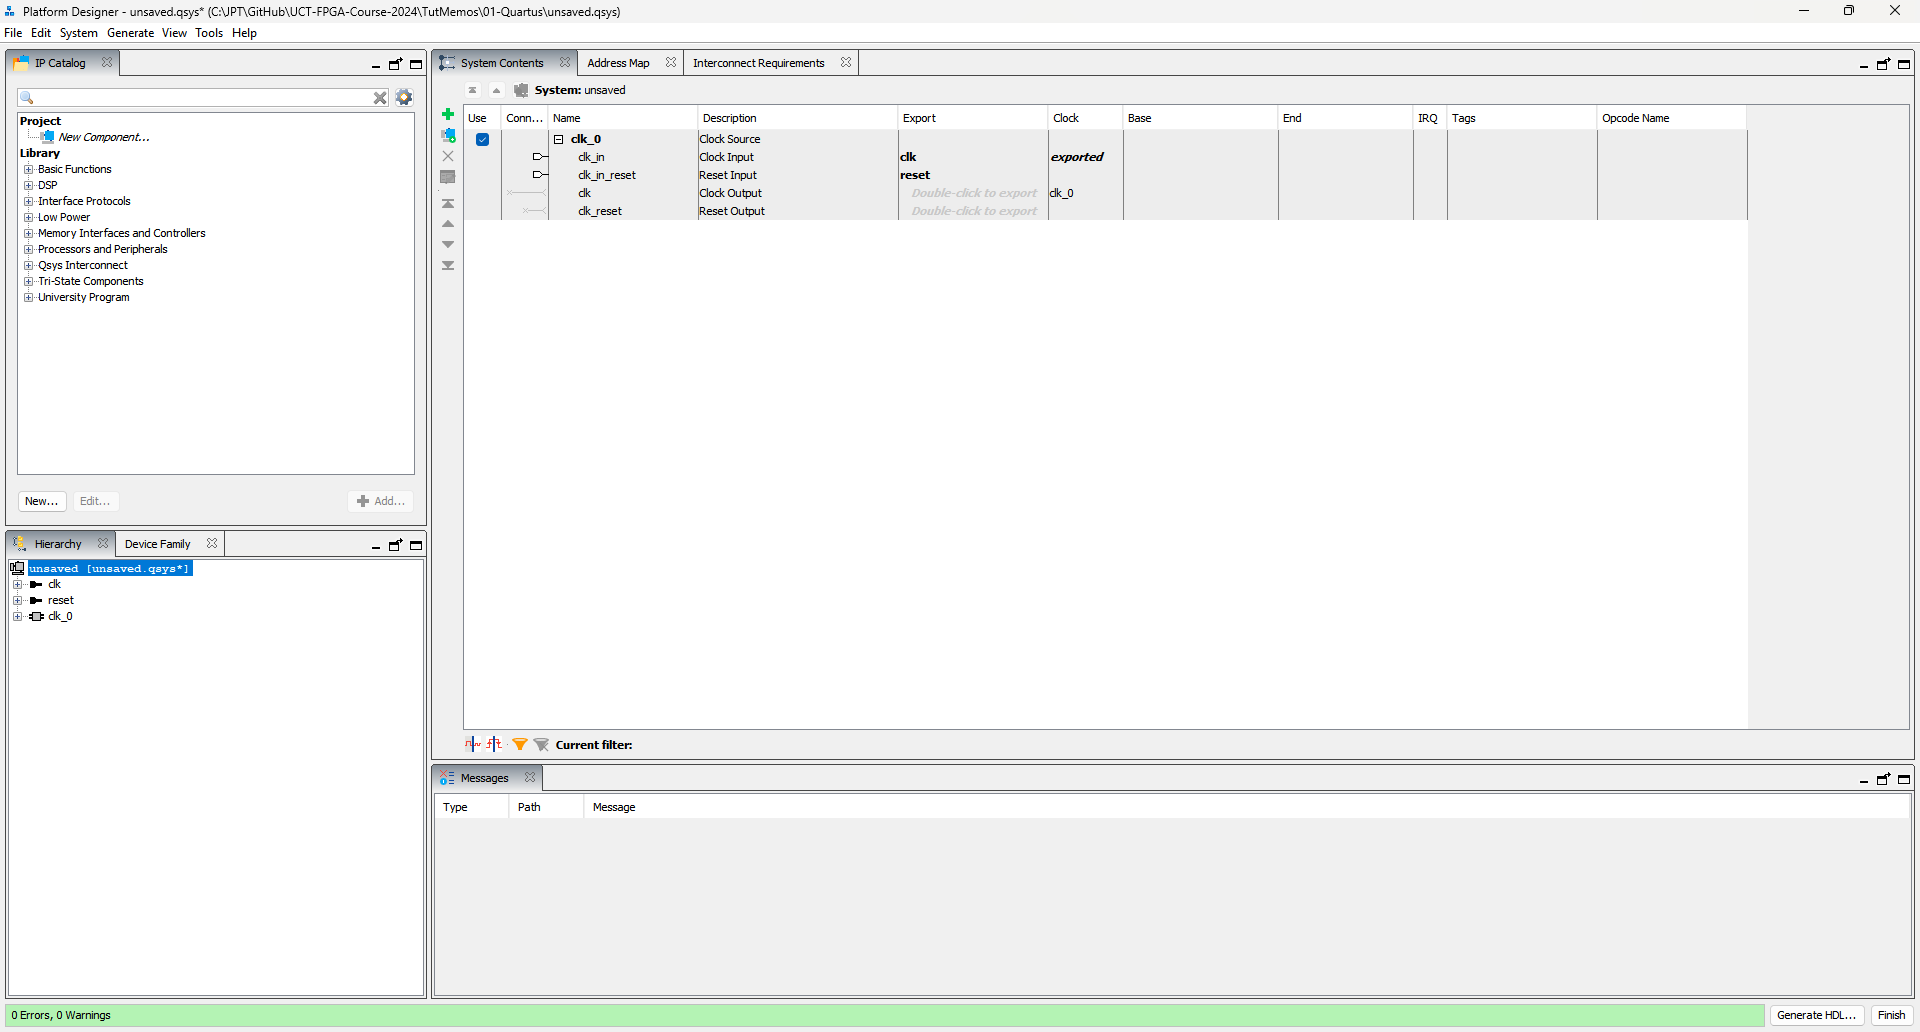 Platform Designer - unsaved.qsys* (C:\JPT\GitHub\UCT-FPGA-Course-2024\TutMemos\01-Quartus\unsaved.qsys)
File Edit System Generate View Tools Help
IP Catalog
Project
New Component...
Library
Basic Functions
DSP
Interface Protocols
Low Power
Memory Interfaces and Controllers
Processors and Peripherals
Qsys Interconnect
Tri-State Components
University Program
New... Edit... Add...
Hierarchy Device Family
unsaved [unsaved.qsys*]
clk
reset
clk_0
System Contents Address Map Interconnect Requirements
System: unsaved
Use Conn... Name Description Export Clock Base End IRQ Tags Opcode Name
clk_0 Clock Source
clk_in Clock Input clk exported
clk_in_reset Reset Input reset
clk Clock Output Double-click to export clk_0
clk_reset Reset Output Double-click to export
Current filter:
Messages
Type Path Message
0 Errors, 0 Warnings
Generate HDL... Finish